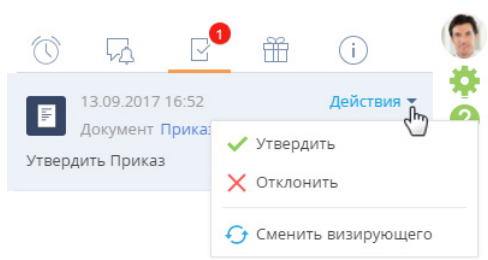 1
13.09.2017 16:52
Действия
Документ Приказ
Утвердить Приказ
Утвердить
Отклонить
Сменить визирующего